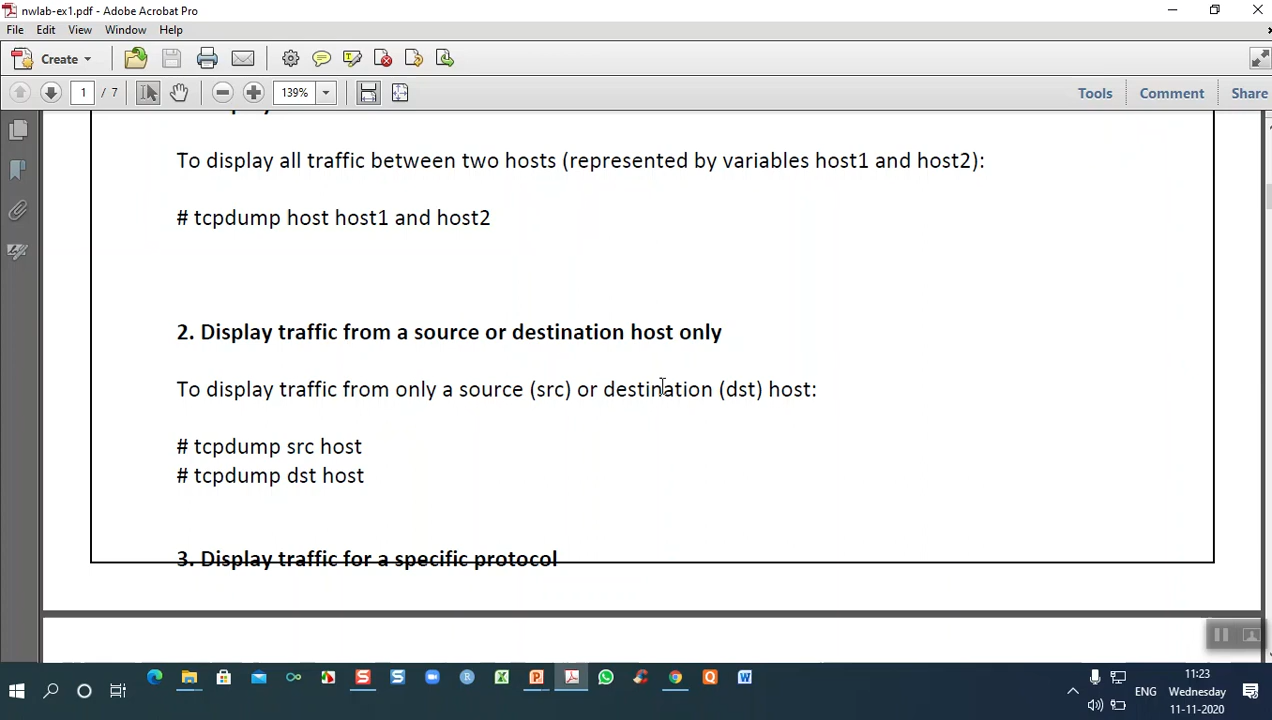 nwlab-ex1.pdf - Adobe Acrobat Pro
File Edit View Window Help
Create
1 / 7 139% Tools Comment Share
To display all traffic between two hosts (represented by variables host1 and host2):
# tcpdump host host1 and host2
2. Display traffic from a source or destination host only
To display traffic from only a source (src) or destination (dst) host:
# tcpdump src host
# tcpdump dst host
3. Display traffic for a specific protocol
11:23
ENG Wednesday
11-11-2020